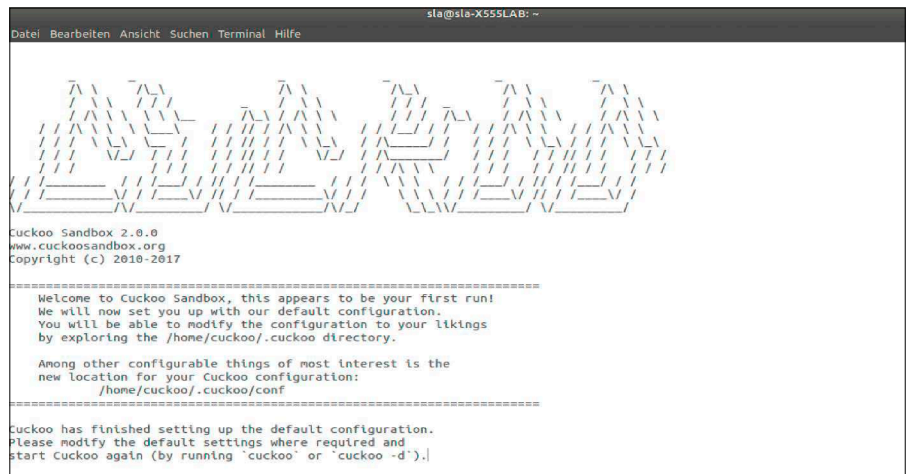 sla@sla-X555LAB: ~
Datei Bearbeiten Ansicht Suchen Terminal Hilfe
Cuckoo Sandbox 2.0.0
www.cuckoosandbox.org
Copyright (c) 2010-2017
========================================================================
Welcome to Cuckoo Sandbox, this appears to be your first run!
We will now set you up with our default configuration.
You will be able to modify the configuration to your likings
by exploring the /home/cuckoo/.cuckoo directory.
Among other configurable things of most interest is the
new location for your Cuckoo configuration:
/home/cuckoo/.cuckoo/conf
========================================================================
Cuckoo has finished setting up the default configuration.
Please modify the default settings where required and
start Cuckoo again (by running `cuckoo` or `cuckoo -d`).